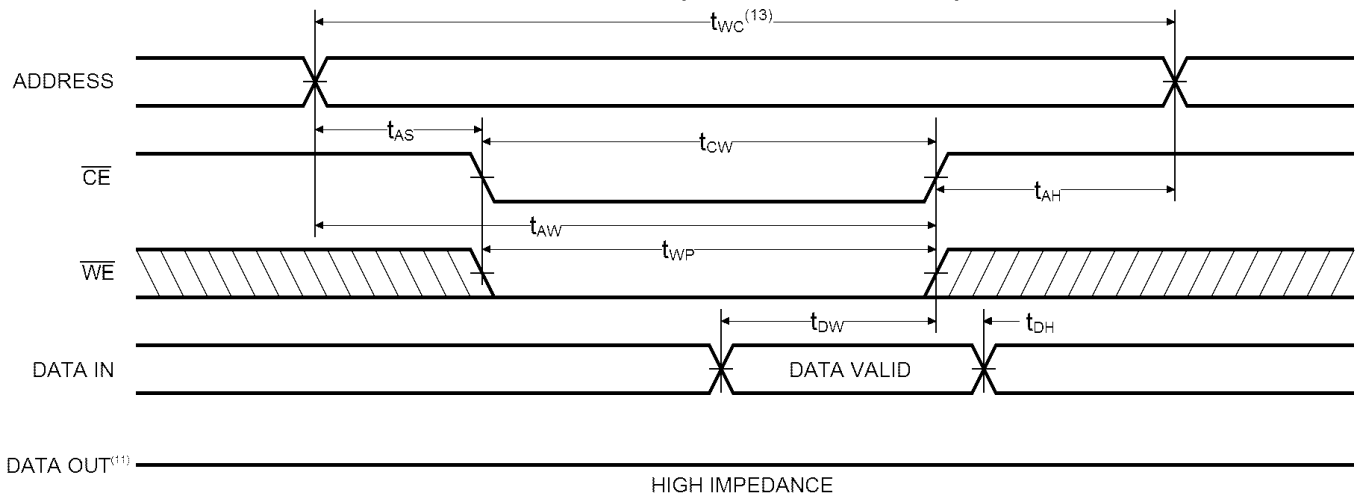 tWC(13)
ADDRESS
tAS
tCW
CE
tAH
tAW
tWP
WE
tDW
tDH
DATA IN
DATA VALID
DATA OUT(11)
HIGH IMPEDANCE